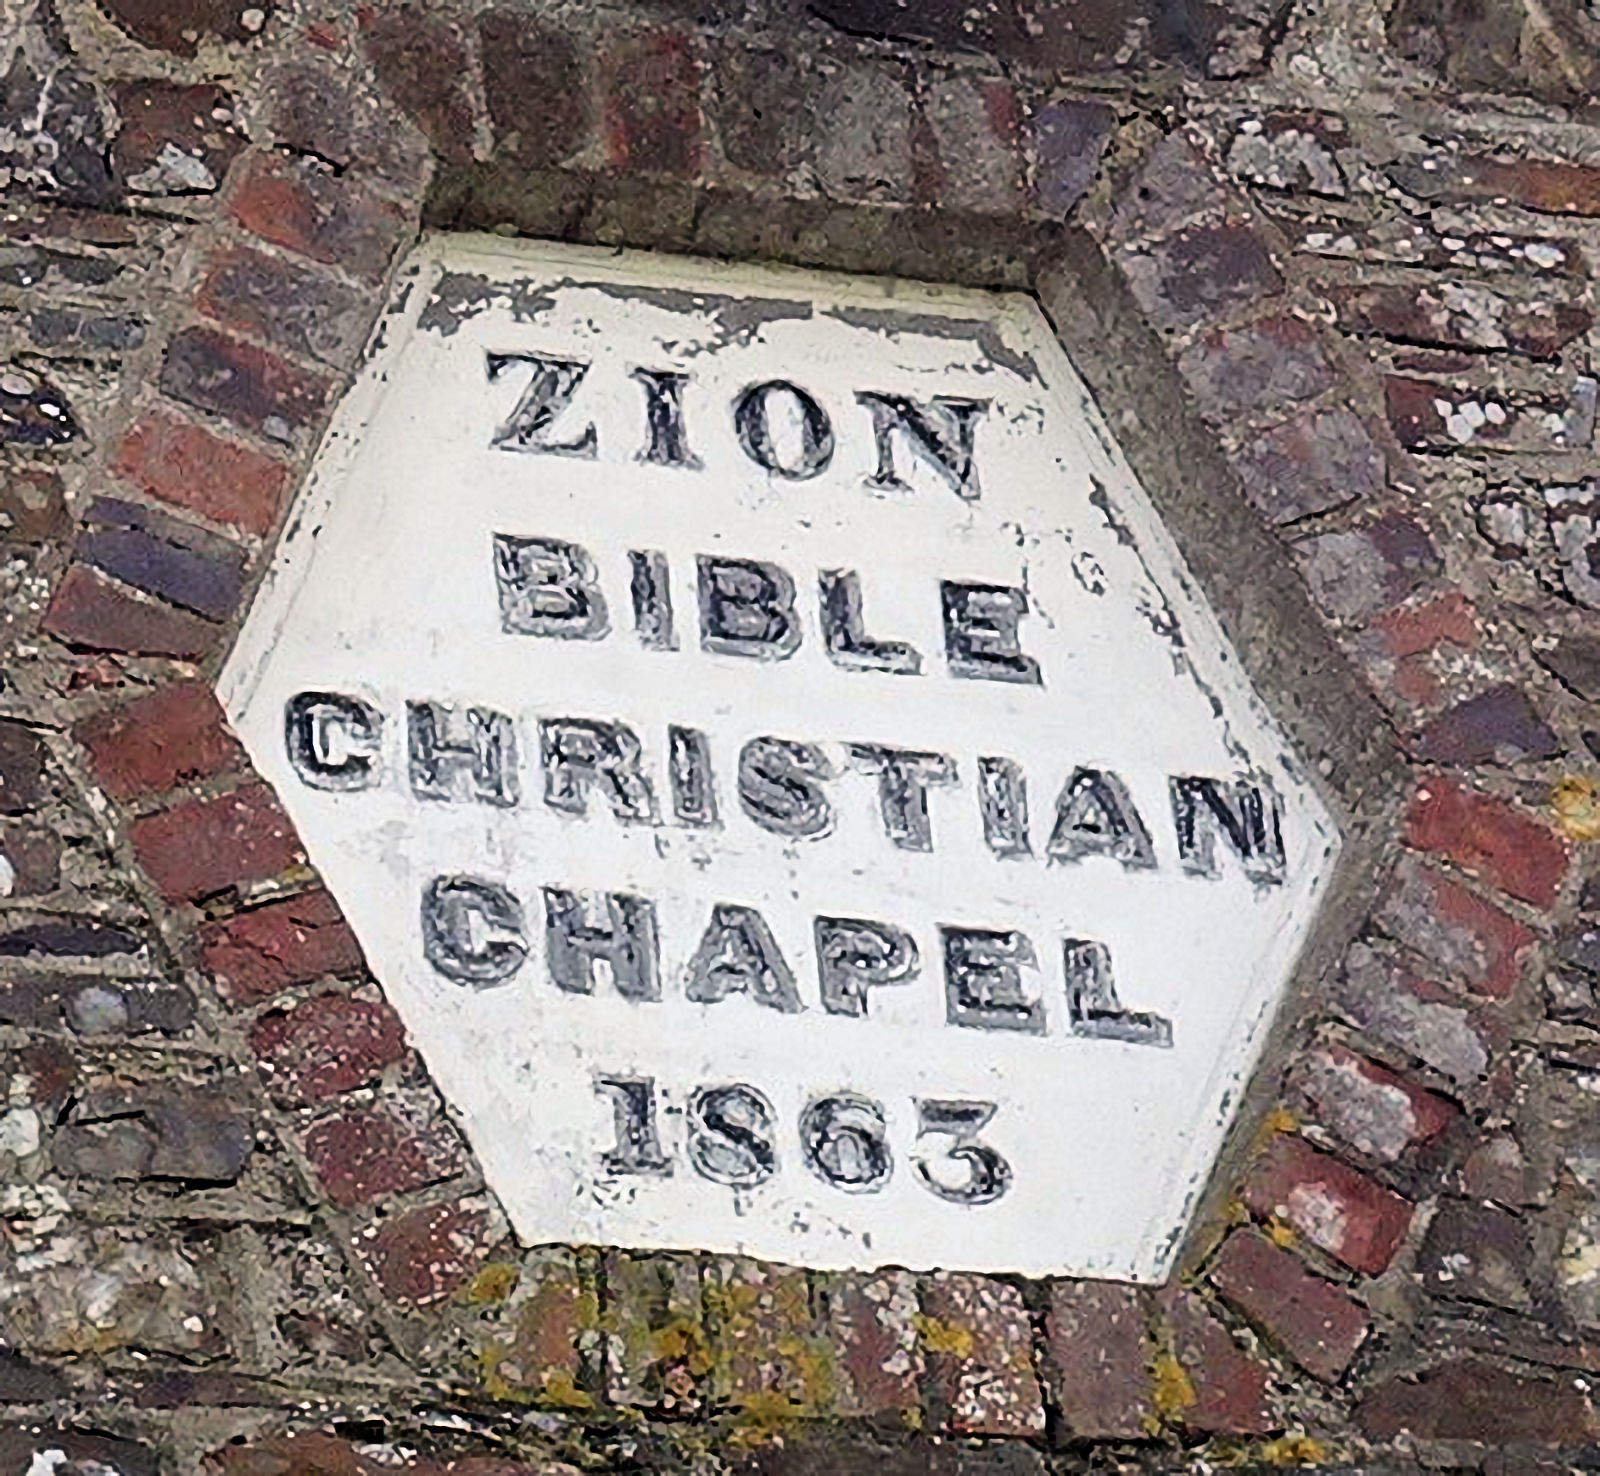 ZION
BIBLE
CHRISTIAN
CHAPEL
1863